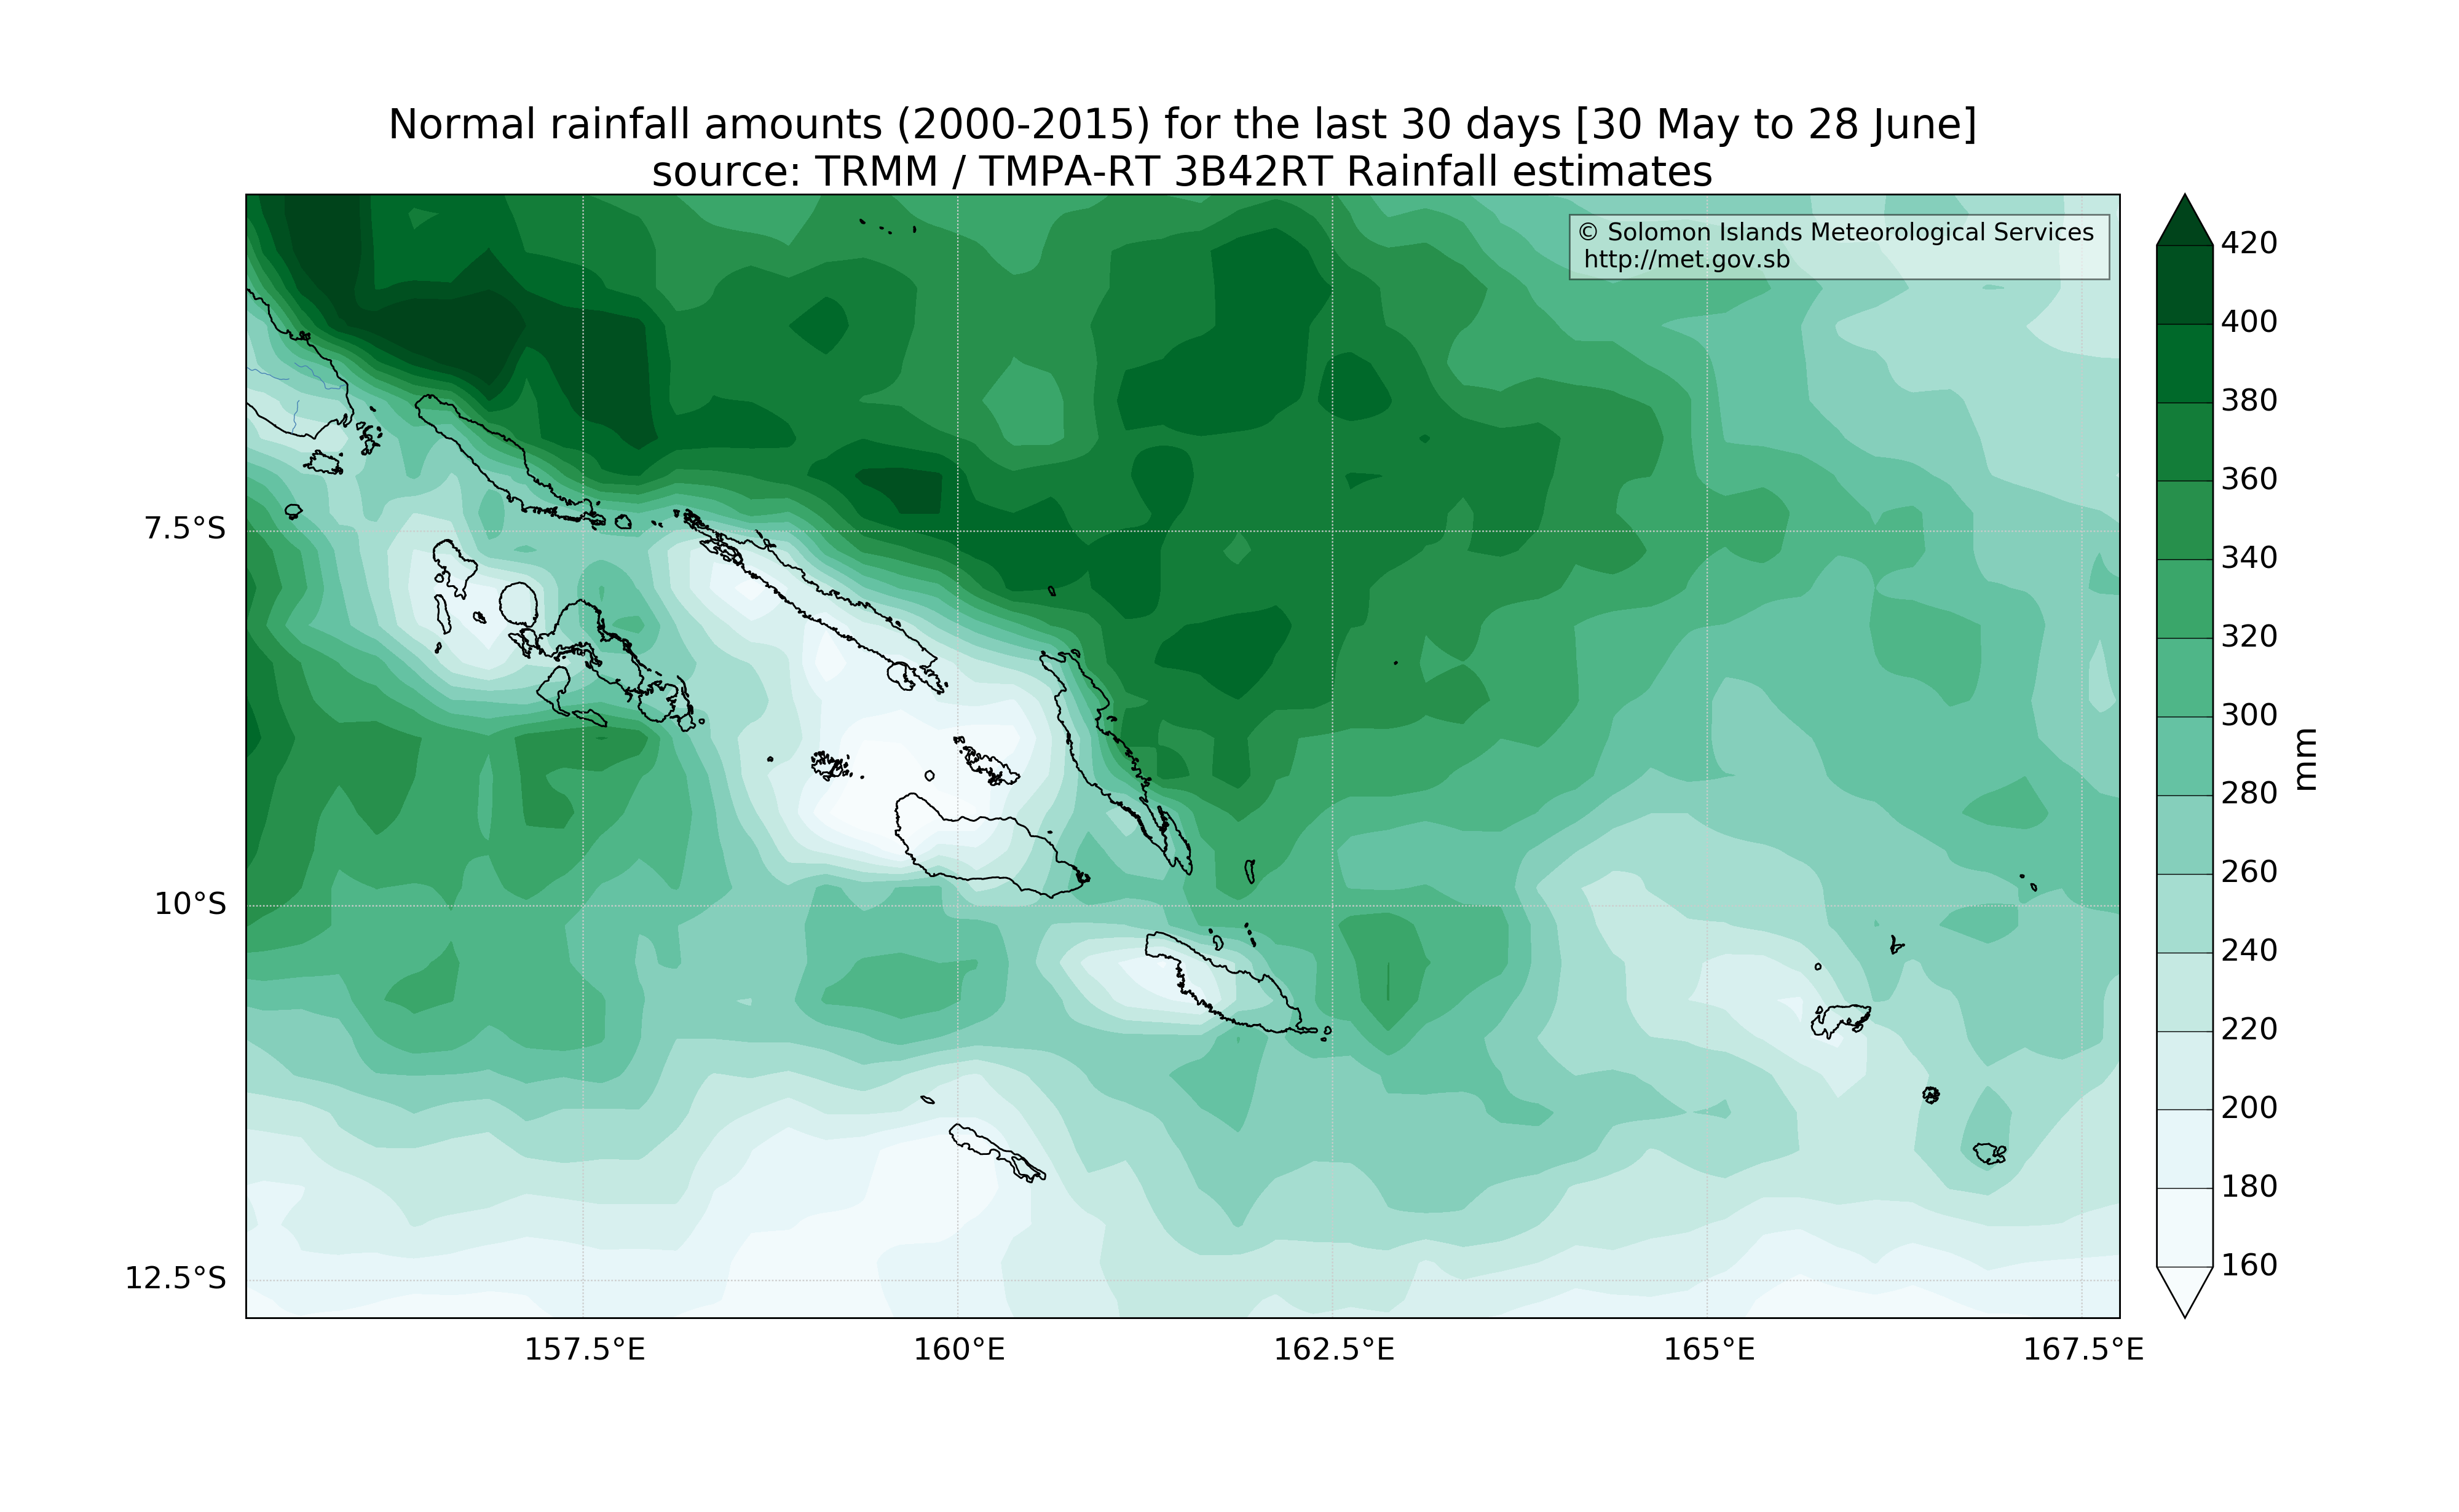 Normal rainfall amounts (2000-2015) for the last 30 days [30 May to 28 June]
source: TRMM / TMPA-RT 3B42RT Rainfall estimates
© Solomon Islands Meteorological Services
http://met.gov.sb
7.5°S
10°S
12.5°S
157.5°E
160°E
162.5°E
165°E
167.5°E
420
400
380
360
340
320
300
280
260
240
220
200
180
160
mm